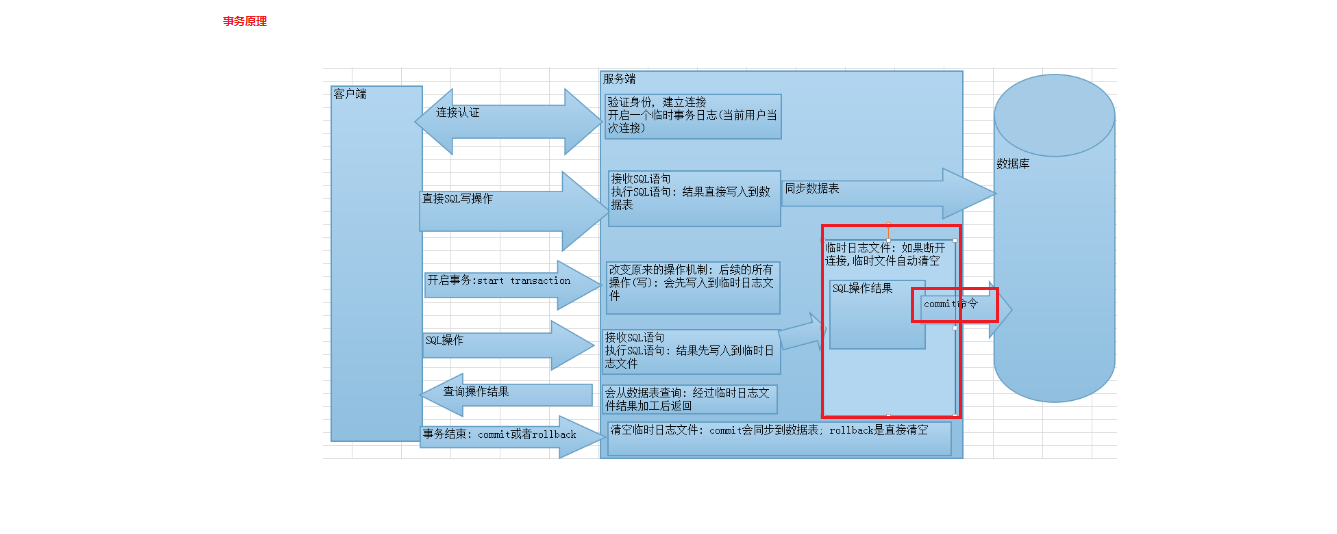 事务原理
服务端
客户端
连接认证
验证身份, 建立连接
开启一个临时事务日志(当前用户当
次连接)
数据库
直接SQL写操作
接收SQL语句
执行SQL语句: 结果直接写入到数
据表
同步数据表
临时日志文件: 如果断开
连接,临时文件自动清空
开启事务:start transaction
改变原来的操作机制: 后续的所有
操作(写): 会先写入到临时日志文
件
SQL操作结果
commit命令
SQL操作
接收SQL语句
执行SQL语句: 结果先写入到临时日
志文件
查询操作结果
会从数据表查询: 经过临时日志文
件结果加工后返回
事务结束: commit或者rollback
清空临时日志文件: commit会同步到数据表; rollback是直接清空